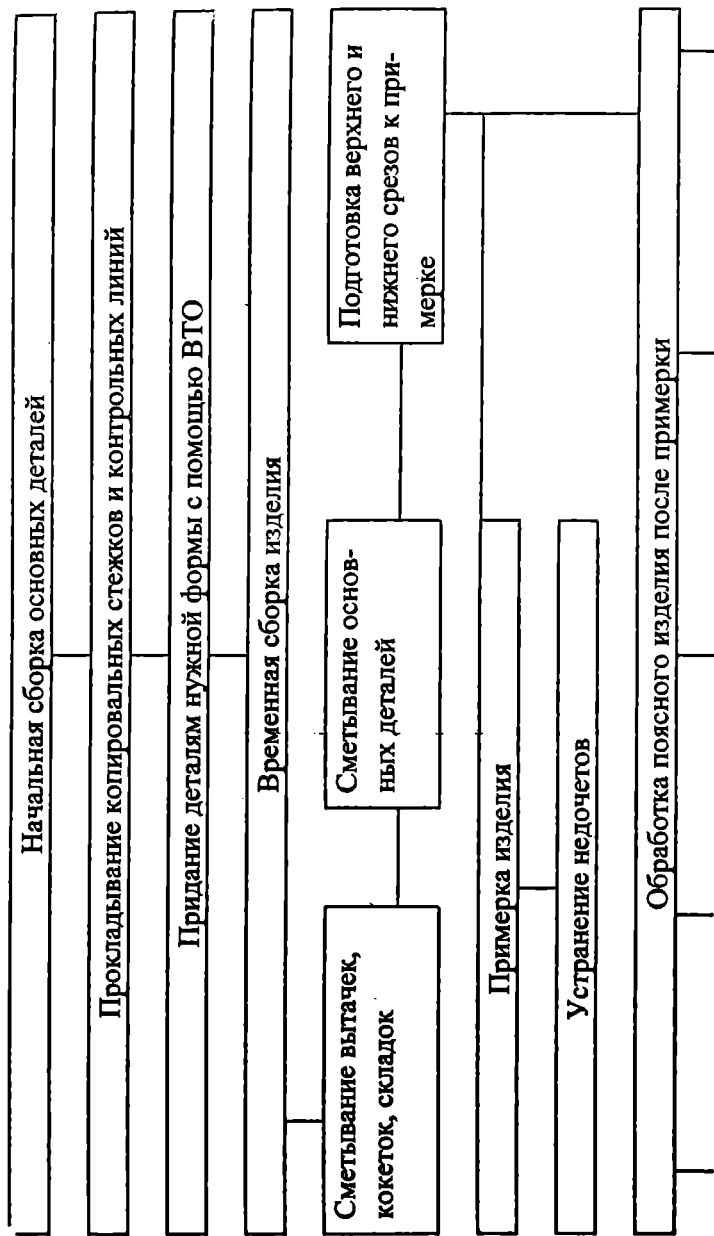 Начальная сборка основных деталей
Прокладывание копировальных стежков и контрольных линий
Придание деталям нужной формы с помощью ВТО
Временная сборка изделия
Сметывание вытачек,
кокеток, складок
Сметывание основ-
ных деталей
Подготовка верхнего и
нижнего срезов к при-
мерке
Примерка изделия
Устранение недочетов
Обработка поясного изделия после примерки